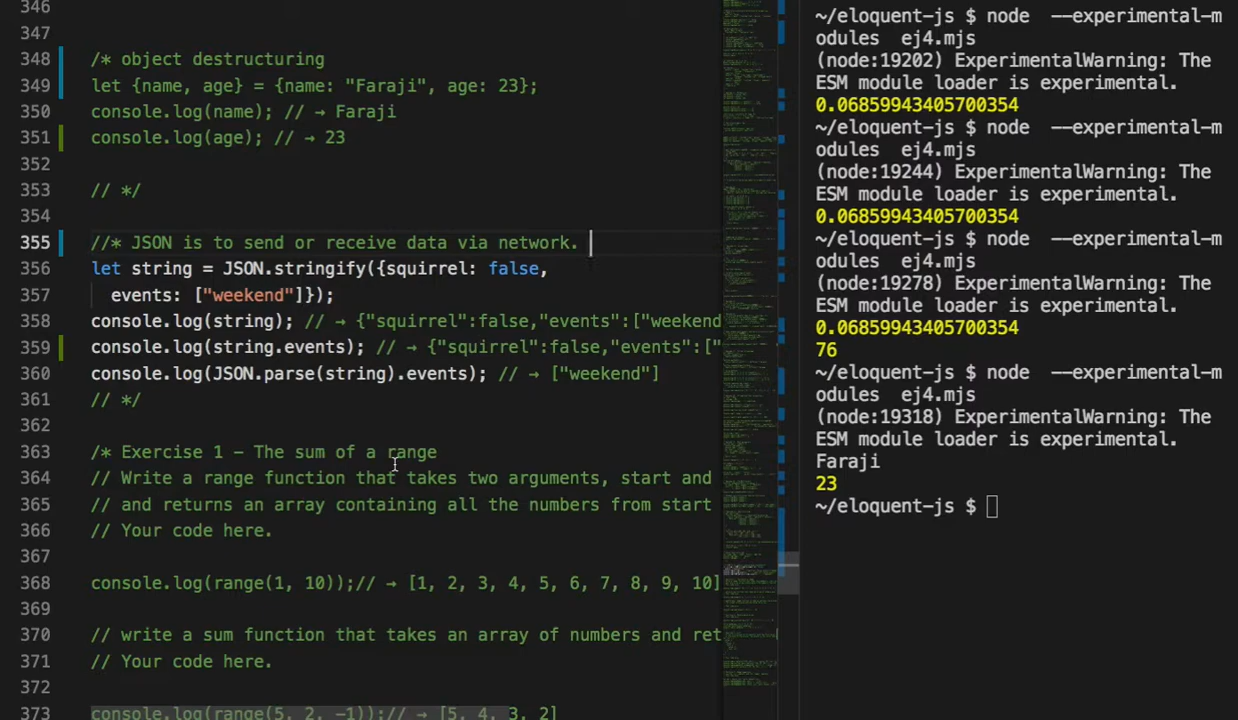 346
347
348 /* object destructuring
349 let {name, age} = {name: "Faraji", age: 23};
350 console.log(name); // → Faraji
351 console.log(age); // → 23
352
353 // */
354
355 //* JSON is to send or receive data via network.
356 let string = JSON.stringify({squirrel: false,
357 events: ["weekend"]});
358 console.log(string); // → {"squirrel":false,"events":["weekend
359 console.log(string.events); // → {"squirrel":false,"events":["
360 console.log(JSON.parse(string).events); // → ["weekend"]
361 // */
362
363 /* Exercise 1 – The sum of a range
364 // Write a range function that takes two arguments, start and
365 // and returns an array containing all the numbers from start
366 // Your code here.
367
368 console.log(range(1, 10));// → [1, 2, 3, 4, 5, 6, 7, 8, 9, 10]
369
370 // write a sum function that takes an array of numbers and ret
371 // Your code here.
372
373 console.log(range(5, 2, -1));// → [5, 4, 3, 2]
~/eloquent-js $ node --experimental-m
odules ej4.mjs
(node:19202) ExperimentalWarning: The
ESM module loader is experimental.
0.06859943405700354
~/eloquent-js $ node --experimental-m
odules ej4.mjs
(node:19244) ExperimentalWarning: The
ESM module loader is experimental.
0.06859943405700354
~/eloquent-js $ node --experimental-m
odules ej4.mjs
(node:19278) ExperimentalWarning: The
ESM module loader is experimental.
0.06859943405700354
76
~/eloquent-js $ node --experimental-m
odules ej4.mjs
(node:19318) ExperimentalWarning: The
ESM module loader is experimental.
Faraji
23
~/eloquent-js $